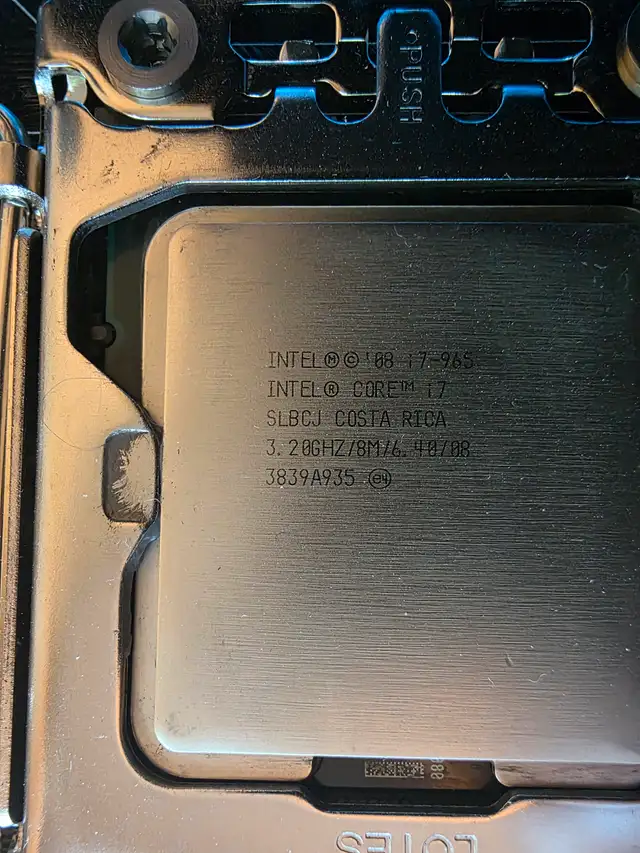 PUSH
INTEL®©'08 i7-965
INTEL® CORE™ i7
SLBCJ COSTA RICA
3.20GHZ/8M/6.40/08
3839A935 e4
LOTES